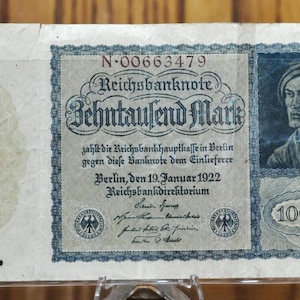 N·00663479
Reichsbanknote
Zehntausend Mark
zahlt die Reichsbankhauptkasse in Berlin
gegen diese Banknote dem Einlieferer
Berlin, den 19. Januar 1922
Reichsbankdirektorium
10